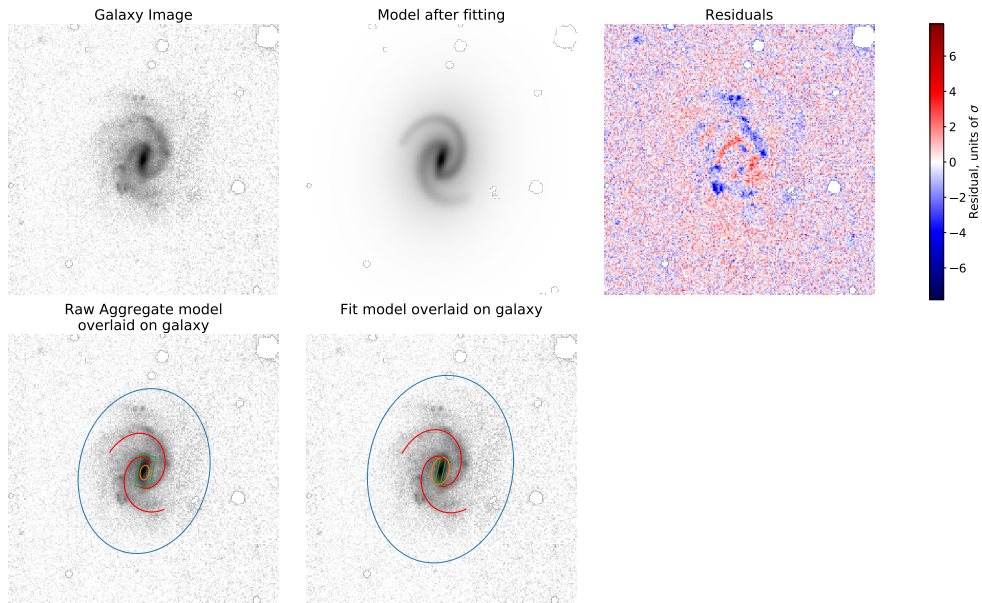 Galaxy Image
Model after fitting
Residuals
6
4
2
0
−2
−4
−6
Residual, units of σ
Raw Aggregate model
overlaid on galaxy
Fit model overlaid on galaxy